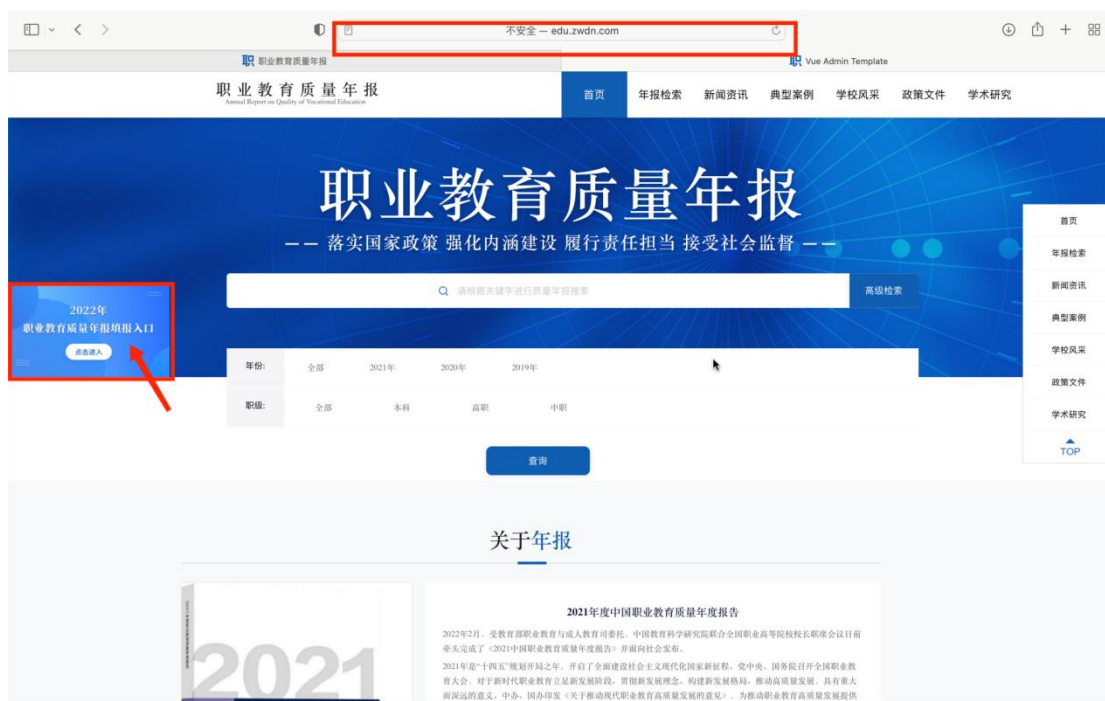 不安全 — edu.zwdn.com
职 职业教育质量年报
职 Vue Admin Template
职业教育质量年报
Annual Report on Quality of Vocational Education
首页 年报检索 新闻资讯 典型案例 学校风采 政策文件 学术研究
职业教育质量年报
—— 落实国家政策 强化内涵建设 履行责任担当 接受社会监督 ——
请根据关键字进行质量年报搜索
高级检索
2022年
职业教育质量年报填报入口
点击进入
年份: 全部 2021年 2020年 2019年
职级: 全部 本科 高职 中职
查询
首页
年报检索
新闻资讯
典型案例
学校风采
政策文件
学术研究
TOP
关于年报
2021
2021年度中国职业教育质量年度报告
2022年2月，受教育部职业教育与成人教育司委托，中国教育科学研究院联合全国职业高等院校校长联席会议日前
牵头完成了《2021中国职业教育质量年度报告》并面向社会发布。
2021年是“十四五”规划开局之年，开启了全面建设社会主义现代化国家新征程。党中央、国务院召开全国职业教
育大会，对于新时代职业教育立足新发展阶段、贯彻新发展理念、构建新发展格局、推动高质量发展，具有重大
而深远的意义。中办、国办印发《关于推动现代职业教育高质量发展的意见》，为推动职业教育高质量发展提供